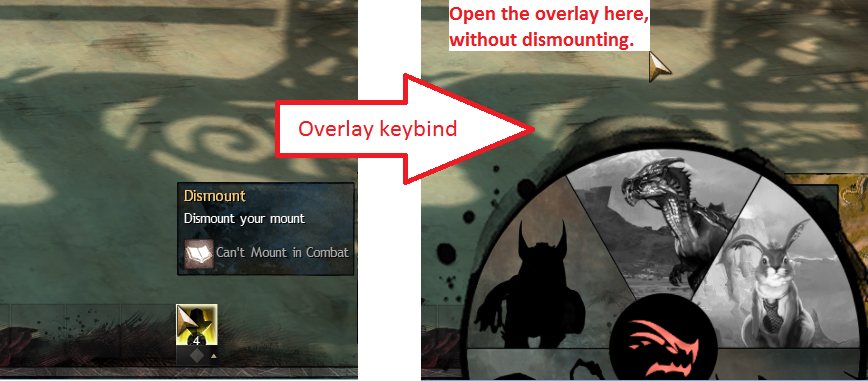 Open the overlay here,
without dismounting.
Overlay keybind
Dismount
Dismount your mount
Can't Mount in Combat
4